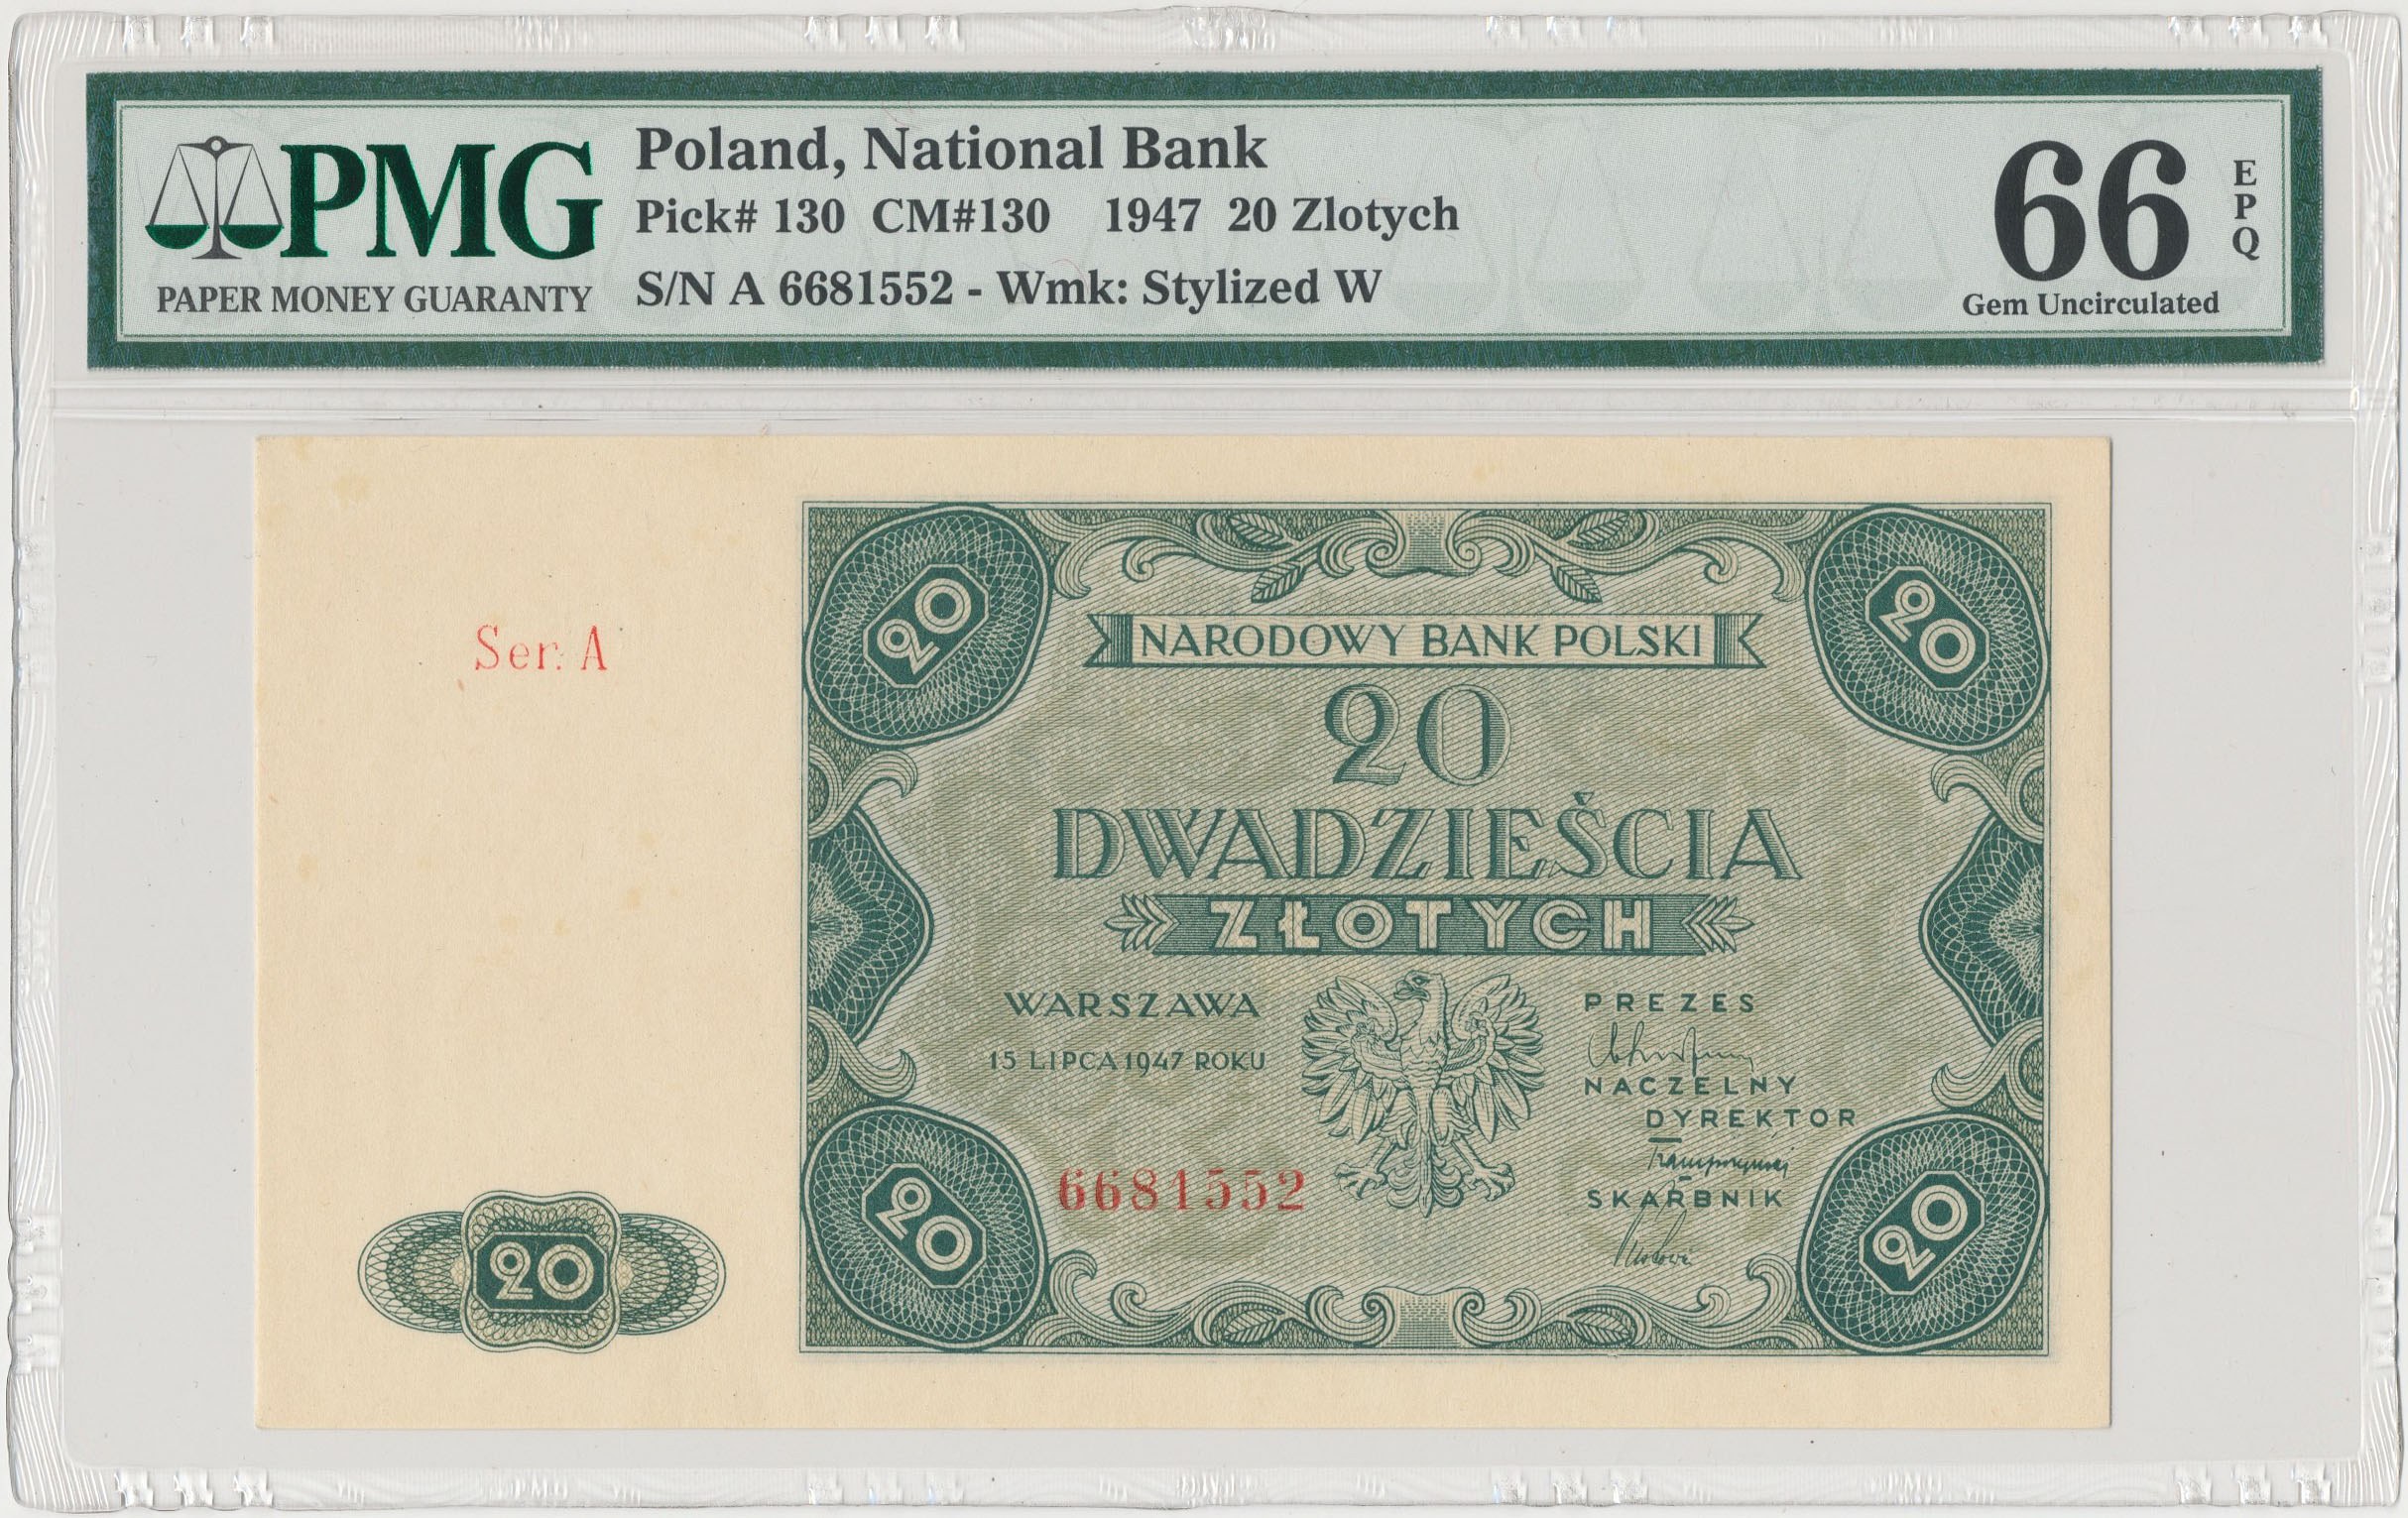 PMG
PAPER MONEY GUARANTY
Poland, National Bank
Pick# 130 CM#130 1947 20 Zlotych
S/N A 6681552 - Wmk: Stylized W
66
EPQ
Gem Uncirculated
Ser. A
20
20
NARODOWY BANK POLSKI
20
DWADZIEŚCIA
ZŁOTYCH
WARSZAWA
15 LIPCA 1947 ROKU
PREZES
NACZELNY
DYREKTOR
SKARBNIK
6681552
20
20
20